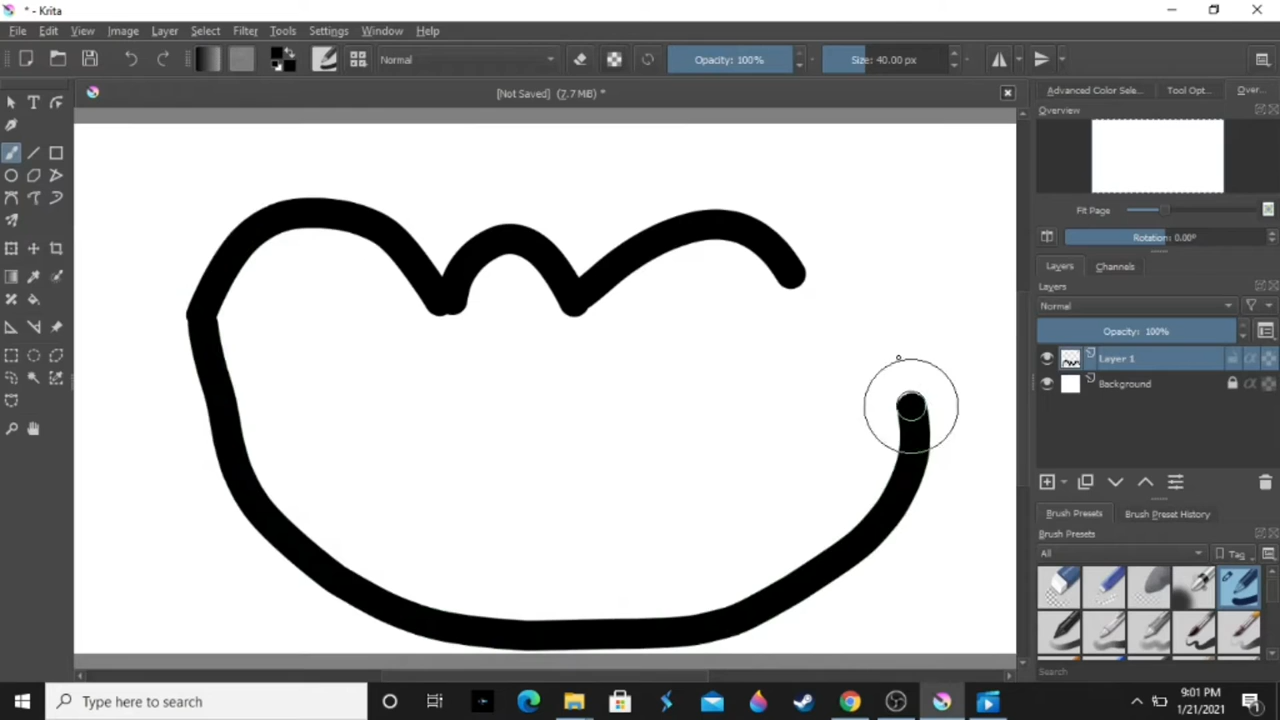 * - Krita
File Edit View Image Layer Select Filter Tools Settings Window Help
Normal Opacity: 100% Size: 40.00 px
[Not Saved] (7.7 MB) *
Advanced Color Sele... Tool Opt... Over...
Overview
Fit Page
Rotation: 0.00°
Layers Channels
Layers
Normal
Opacity: 100%
Layer 1
Background
Brush Presets Brush Preset History
Brush Presets
All Tag
Search
Type here to search
9:01 PM
1/21/2021